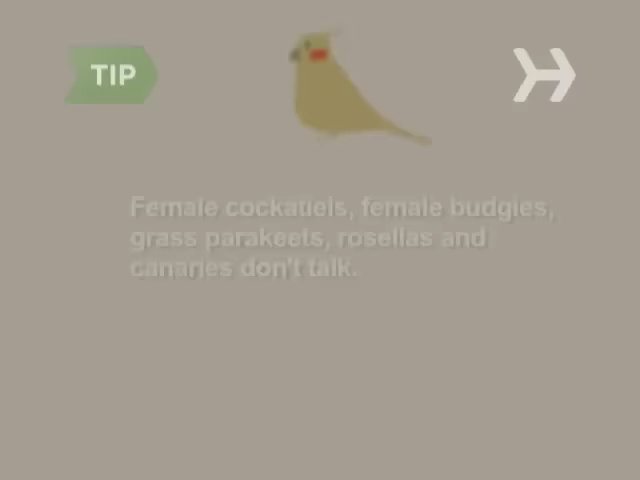 TIP
Female cockatiels, female budgies,
grass parakeets, rosellas and
canaries don't talk.